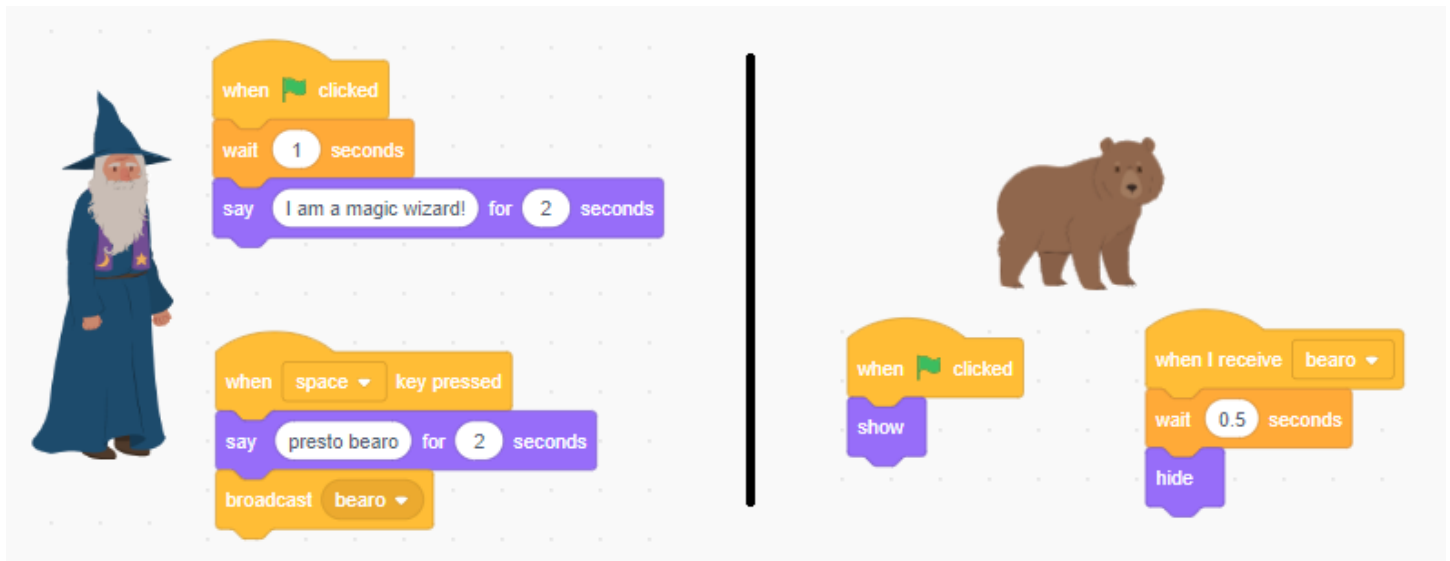 when clicked
wait 1 seconds
say I am a magic wizard! for 2 seconds
when space key pressed
say presto bearo for 2 seconds
broadcast bearo
when clicked
show
when I receive bearo
wait 0.5 seconds
hide